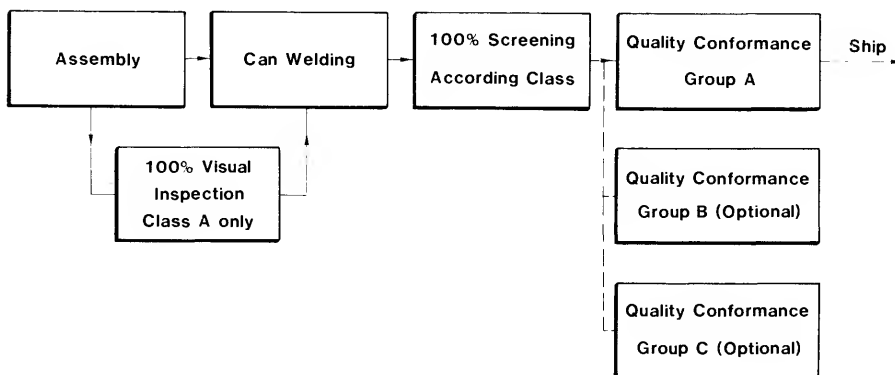 Assembly
Can Welding
100% Screening
According Class
Quality Conformance
Group A
Ship
100% Visual
Inspection
Class A only
Quality Conformance
Group B (Optional)
Quality Conformance
Group C (Optional)